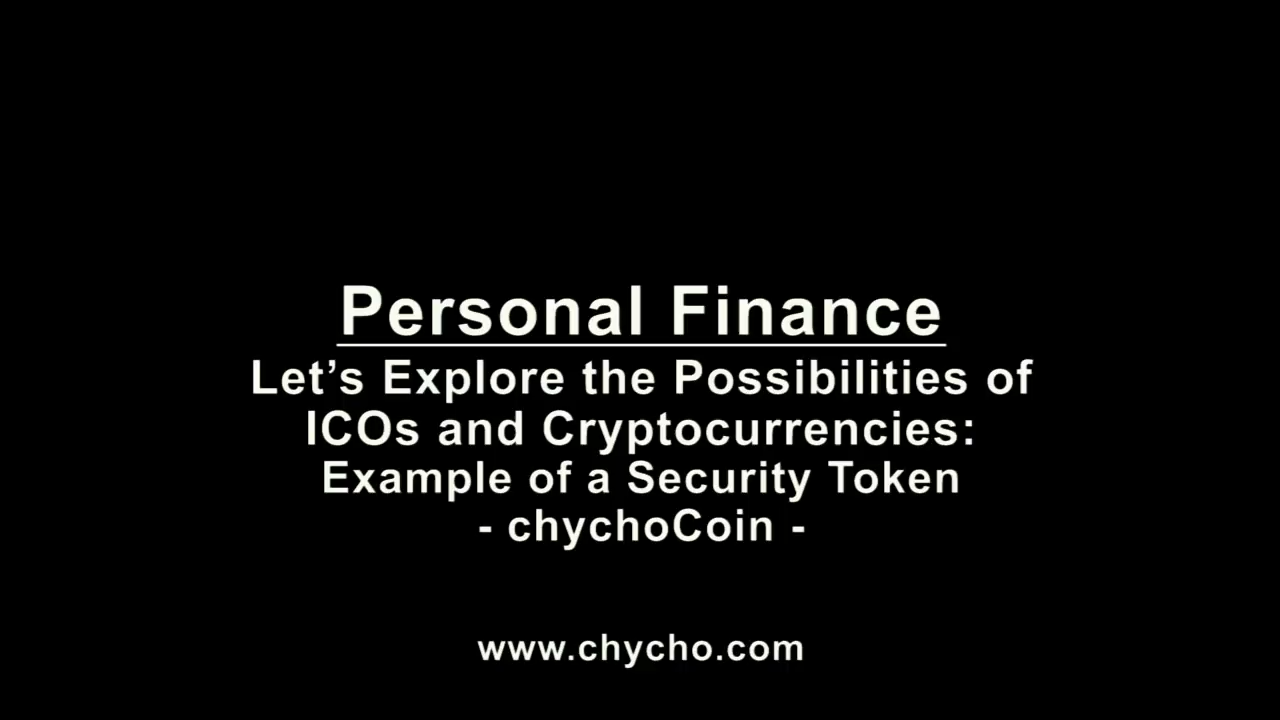 Personal Finance
Let’s Explore the Possibilities of
ICOs and Cryptocurrencies:
Example of a Security Token
- chychoCoin -
www.chycho.com